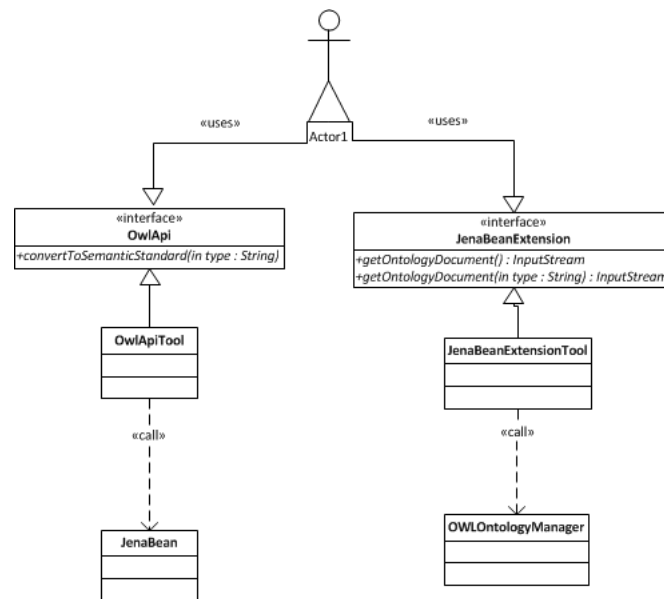 «uses»
«uses»
Actor1
«interface»
OwlApi
+convertToSemanticStandard(in type : String)
«interface»
JenaBeanExtension
+getOntologyDocument() : InputStream
+getOntologyDocument(in type : String) : InputStream
OwlApiTool
JenaBeanExtensionTool
«call»
«call»
JenaBean
OWLOntologyManager